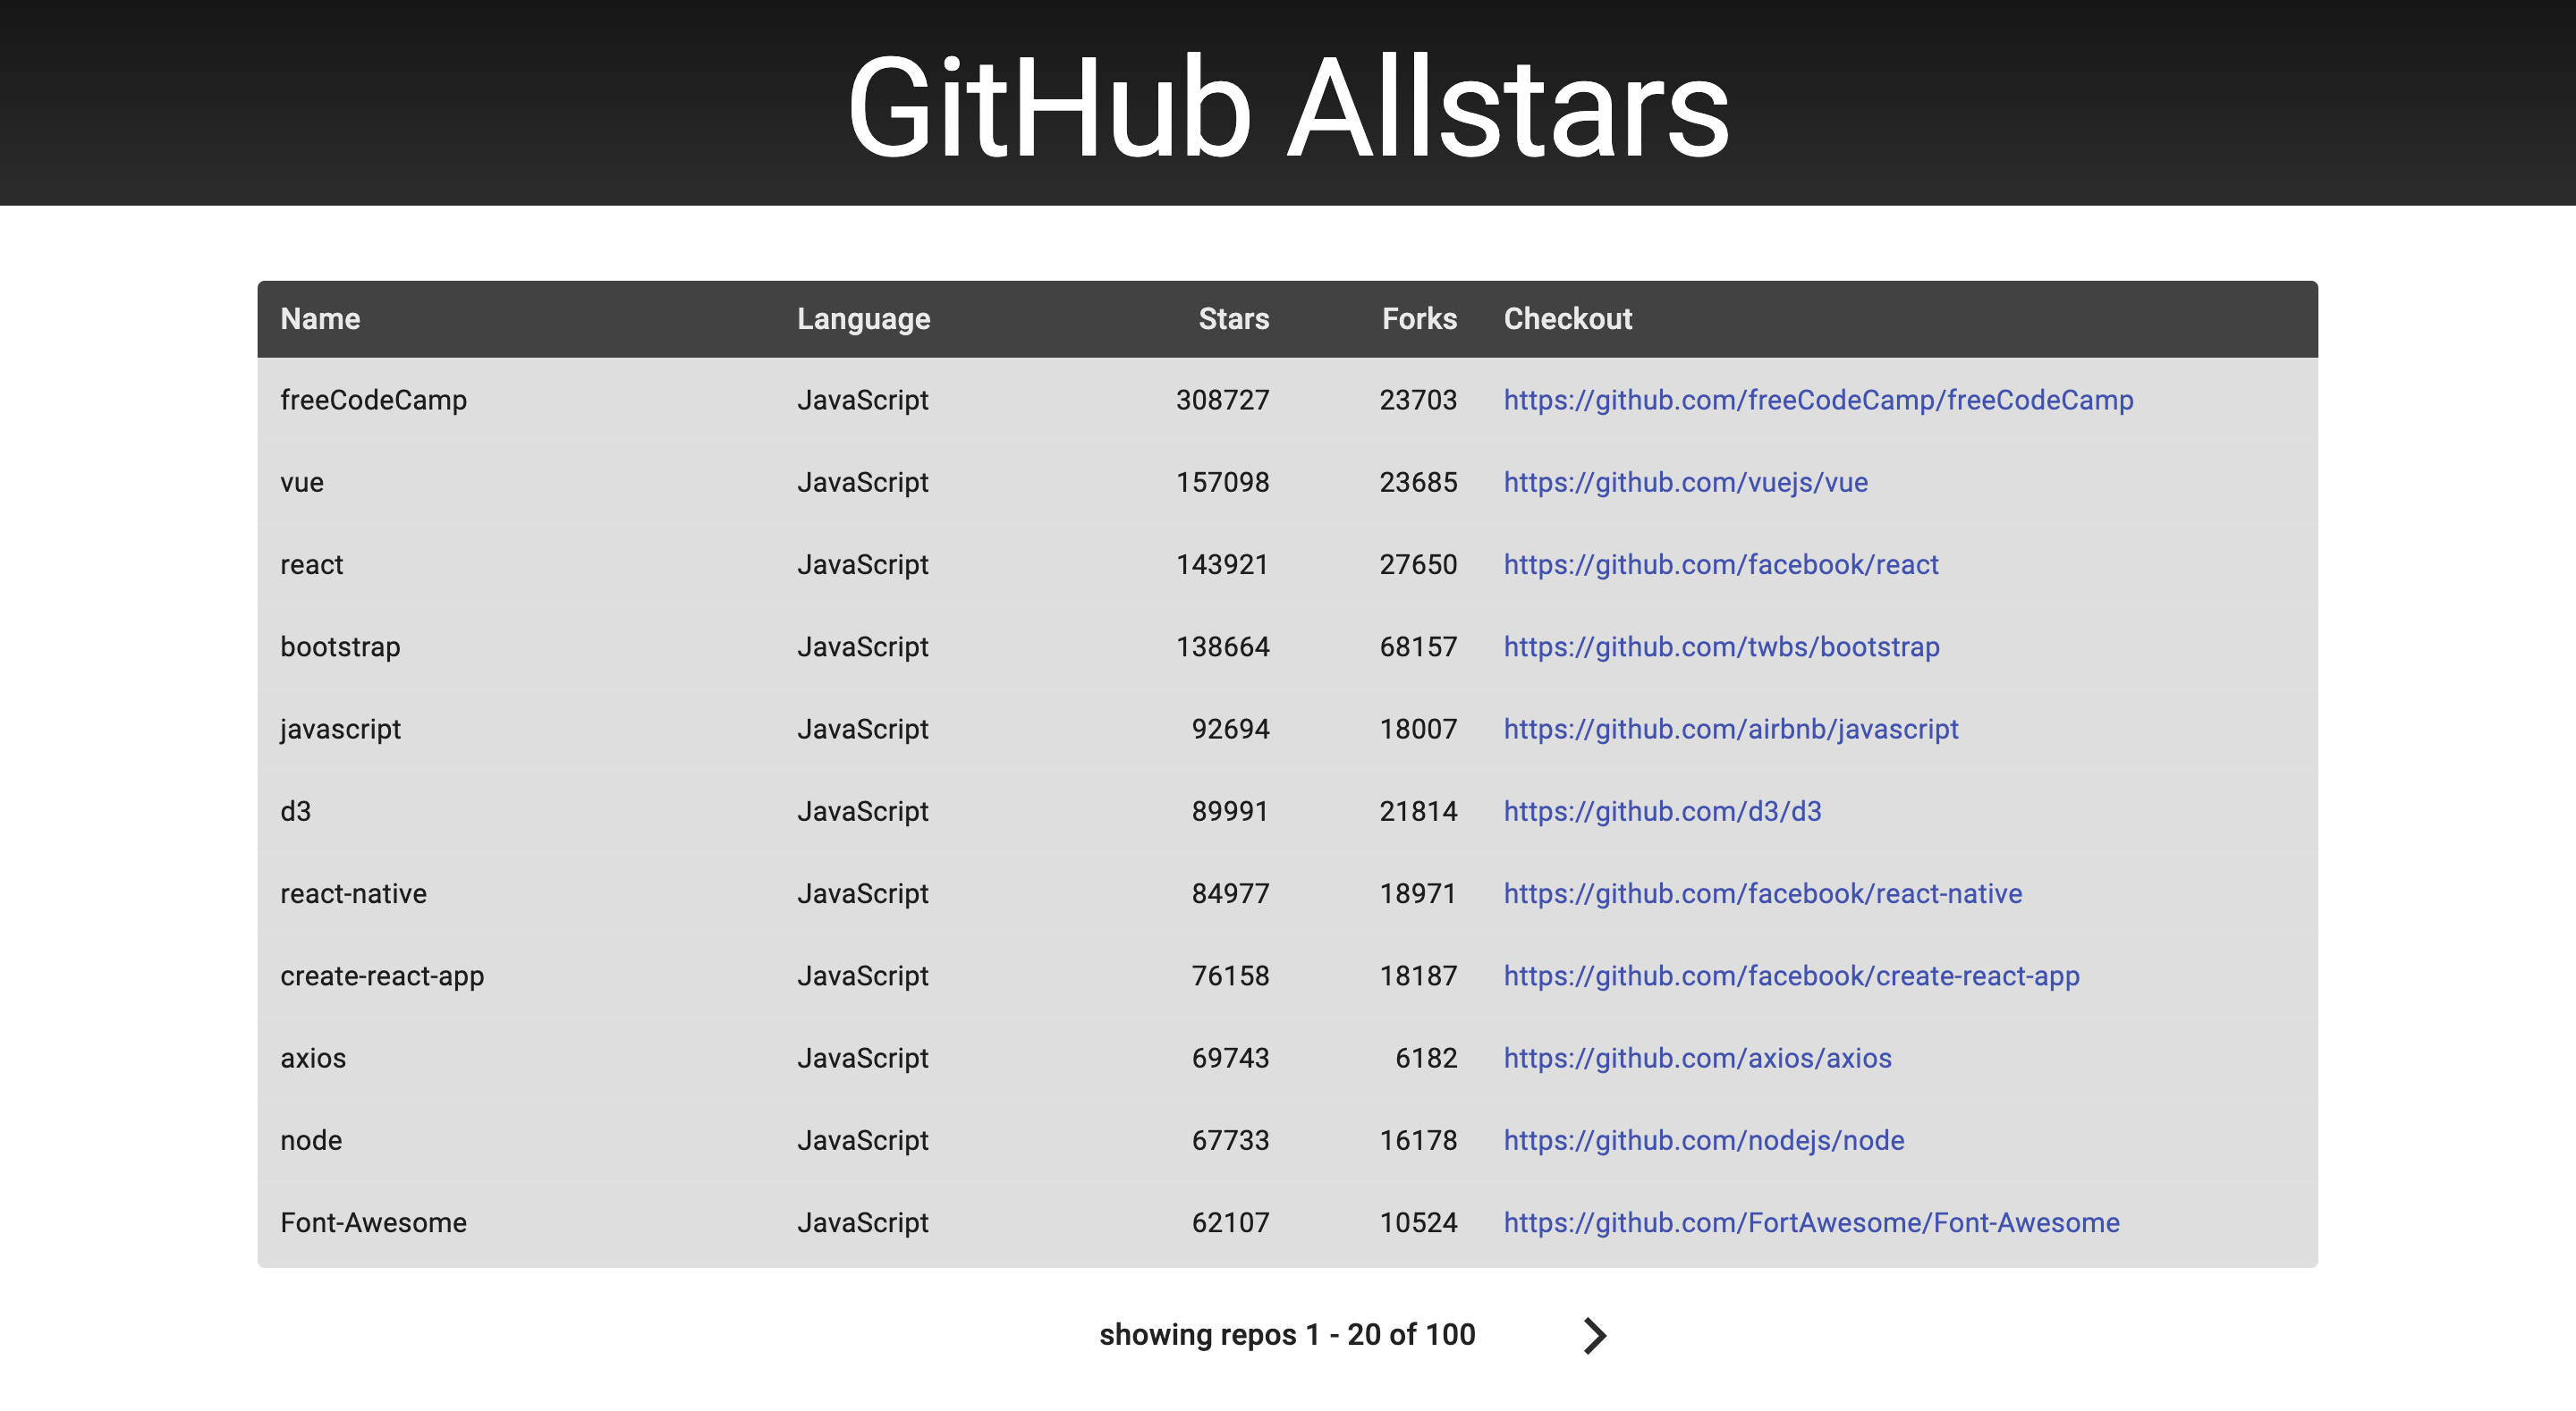 GitHub Allstars
Name Language Stars Forks Checkout
freeCodeCamp JavaScript 308727 23703 https://github.com/freeCodeCamp/freeCodeCamp
vue JavaScript 157098 23685 https://github.com/vuejs/vue
react JavaScript 143921 27650 https://github.com/facebook/react
bootstrap JavaScript 138664 68157 https://github.com/twbs/bootstrap
javascript JavaScript 92694 18007 https://github.com/airbnb/javascript
d3 JavaScript 89991 21814 https://github.com/d3/d3
react-native JavaScript 84977 18971 https://github.com/facebook/react-native
create-react-app JavaScript 76158 18187 https://github.com/facebook/create-react-app
axios JavaScript 69743 6182 https://github.com/axios/axios
node JavaScript 67733 16178 https://github.com/nodejs/node
Font-Awesome JavaScript 62107 10524 https://github.com/FortAwesome/Font-Awesome
showing repos 1 - 20 of 100